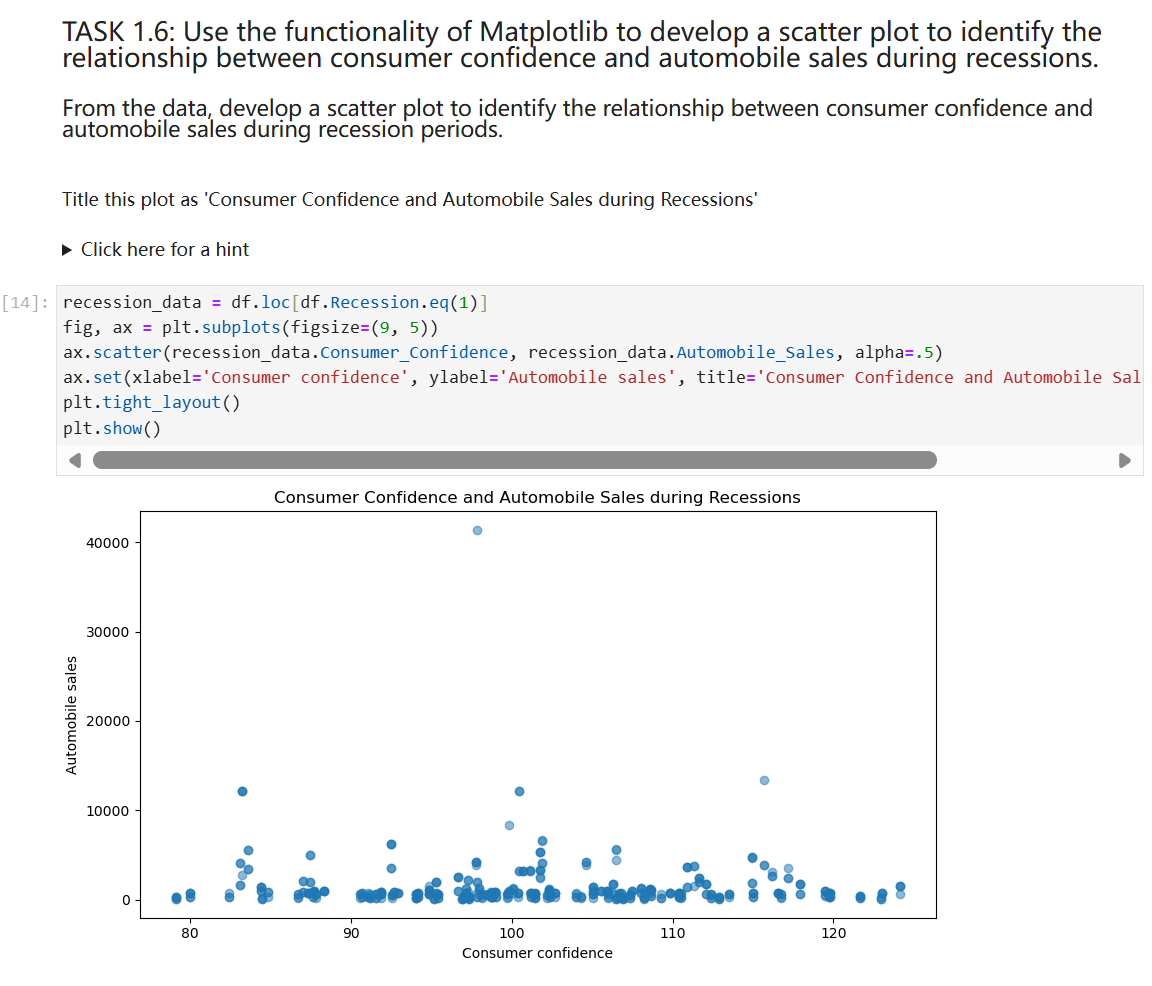 TASK 1.6: Use the functionality of Matplotlib to develop a scatter plot to identify the
relationship between consumer confidence and automobile sales during recessions.
From the data, develop a scatter plot to identify the relationship between consumer confidence and
automobile sales during recession periods.
Title this plot as 'Consumer Confidence and Automobile Sales during Recessions'
▶ Click here for a hint
[14]: recession_data = df.loc[df.Recession.eq(1)]
fig, ax = plt.subplots(figsize=(9, 5))
ax.scatter(recession_data.Consumer_Confidence, recession_data.Automobile_Sales, alpha=.5)
ax.set(xlabel='Consumer confidence', ylabel='Automobile sales', title='Consumer Confidence and Automobile Sal
plt.tight_layout()
plt.show()
Consumer Confidence and Automobile Sales during Recessions
40000
30000
20000
10000
0
Automobile sales
80 90 100 110 120
Consumer confidence